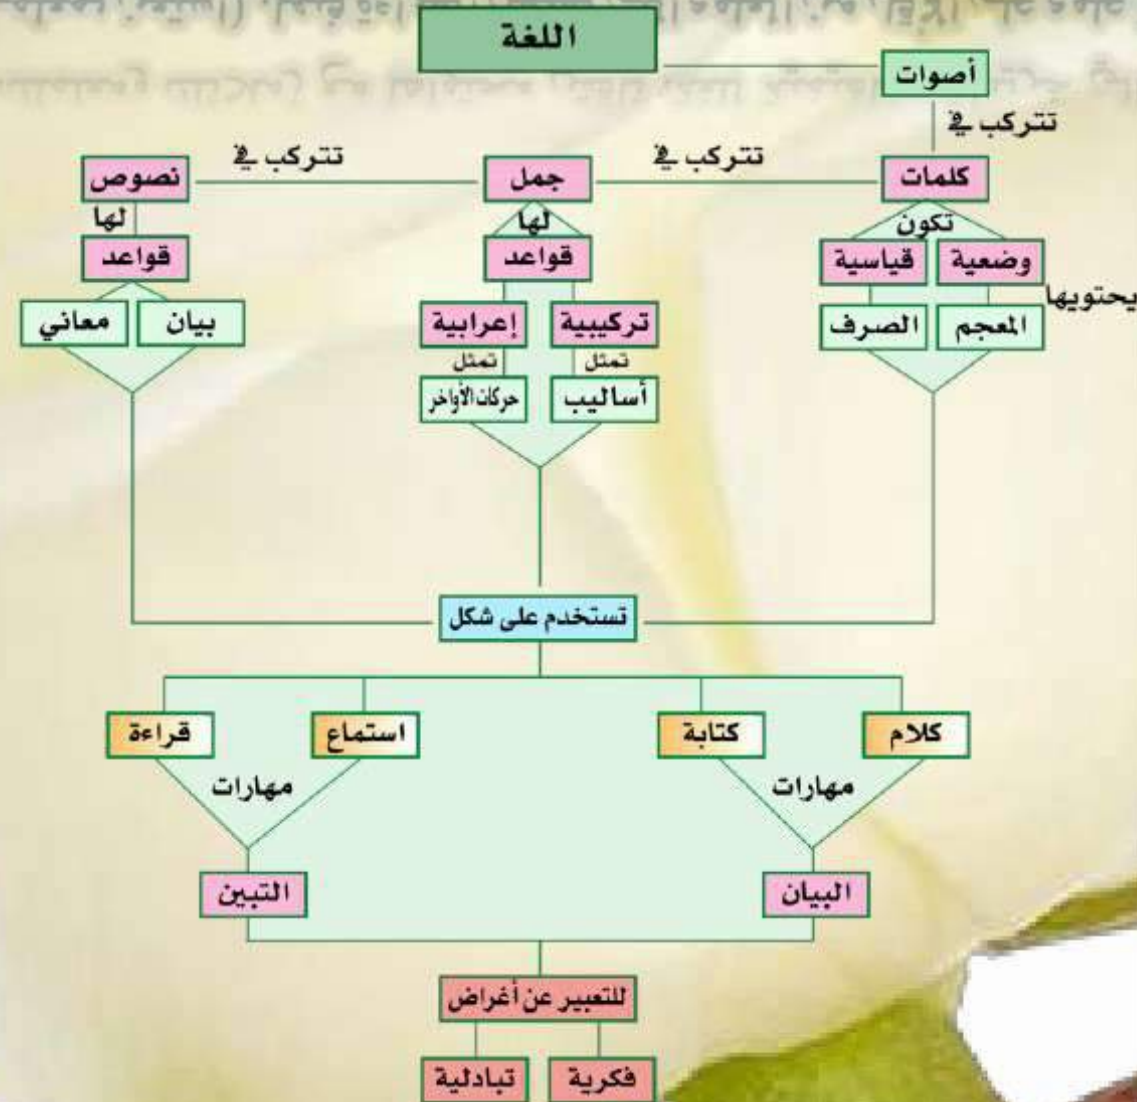 اللغة
أصوات
تتركب في
كلمات
تتركب في
جمل
تتركب في
نصوص
تكون
لها
لها
وضعية
قياسية
قواعد
قواعد
يحتويها
المعجم
الصرف
تركيبية
إعرابية
بيان
معاني
تمثل
تمثل
أساليب
حركات الأواخر
تستخدم على شكل
كلام
كتابة
استماع
قراءة
مهارات
مهارات
البيان
التبين
للتعبير عن أغراض
فكرية
تبادلية